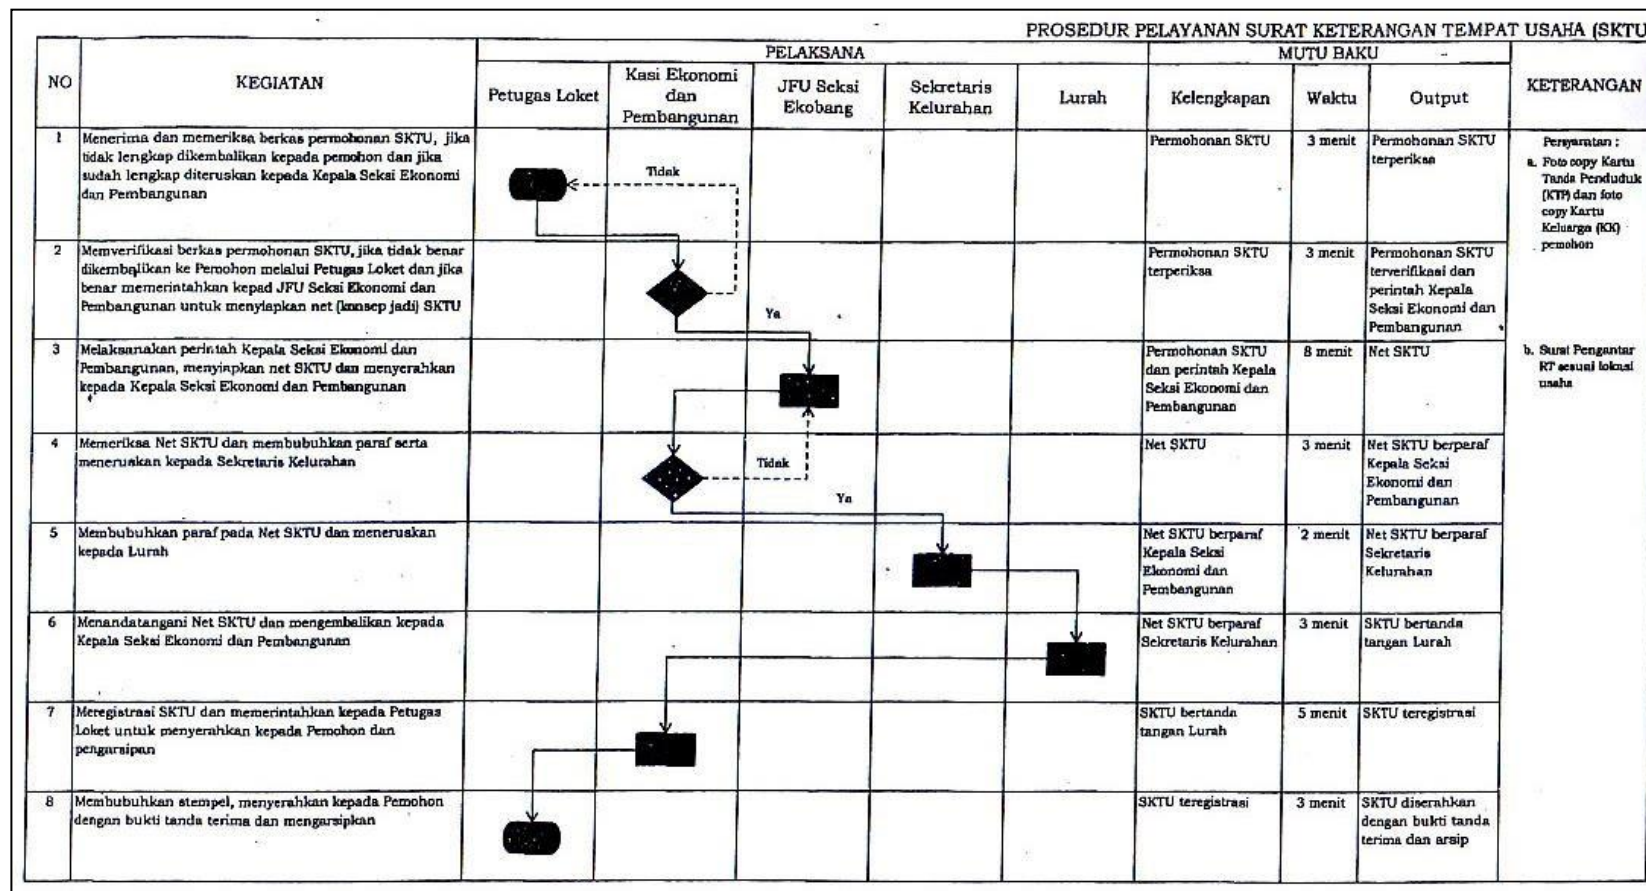 PROSEDUR PELAYANAN SURAT KETERANGAN TEMPAT USAHA (SKTU
NO
KEGIATAN
PELAKSANA
MUTU BAKU
KETERANGAN
Petugas Loket
Kasi Ekonomi
dan
Pembangunan
JFU Seksi
Ekobang
Sekretaris
Kelurahan
Lurah
Kelengkapan
Waktu
Output
1
Menerima dan memeriksa berkas permohonan SKTU, jika
tidak lengkap dikembalikan kepada pemohon dan jika
sudah lengkap diteruskan kepada Kepala Seksi Ekonomi
dan Pembangunan
Tidak
Permohonan SKTU
3 menit
Permohonan SKTU
terperiksa
Persyaratan :
a. Foto copy Kartu
Tanda Penduduk
(KTP) dan foto
copy Kartu
Keluarga (KK)
pemohon
2
Memverifikasi berkas permohonan SKTU, jika tidak benar
dikembalikan ke Pemohon melalui Petugas Loket dan jika
benar memerintahkan kepad JFU Seksi Ekonomi dan
Pembangunan untuk menyiapkan net (konsep jadi) SKTU
Ya
Permohonan SKTU
terperiksa
3 menit
Permohonan SKTU
terverifikasi dan
perintah Kepala
Seksi Ekonomi dan
Pembangunan
3
Melaksanakan perintah Kepala Seksi Ekonomi dan
Pembangunan, menyiapkan net SKTU dan menyerahkan
kepada Kepala Seksi Ekonomi dan Pembangunan
Permohonan SKTU
dan perintah Kepala
Seksi Ekonomi dan
Pembangunan
8 menit
Net SKTU
b. Surat Pengantar
RT sesuai lokasi
usaha
4
Memeriksa Net SKTU dan membubuhkan paraf serta
meneruskan kepada Sekretaris Kelurahan
Tidak
Ya
Net SKTU
3 menit
Net SKTU berparaf
Kepala Seksi
Ekonomi dan
Pembangunan
5
Membubuhkan paraf pada Net SKTU dan meneruskan
kepada Lurah
Net SKTU berparaf
Kepala Seksi
Ekonomi dan
Pembangunan
2 menit
Net SKTU berparaf
Sekretaris
Kelurahan
6
Menandatangani Net SKTU dan mengembalikan kepada
Kepala Seksi Ekonomi dan Pembangunan
Net SKTU berparaf
Sekretaris Kelurahan
3 menit
SKTU bertanda
tangan Lurah
7
Meregistrasi SKTU dan memerintahkan kepada Petugas
Loket untuk menyerahkan kepada Pemohon dan
pengarsipan
SKTU bertanda
tangan Lurah
5 menit
SKTU teregistrasi
8
Membubuhkan stempel, menyerahkan kepada Pemohon
dengan bukti tanda terima dan mengarsipkan
SKTU teregistrasi
3 menit
SKTU diserahkan
dengan bukti tanda
terima dan arsip